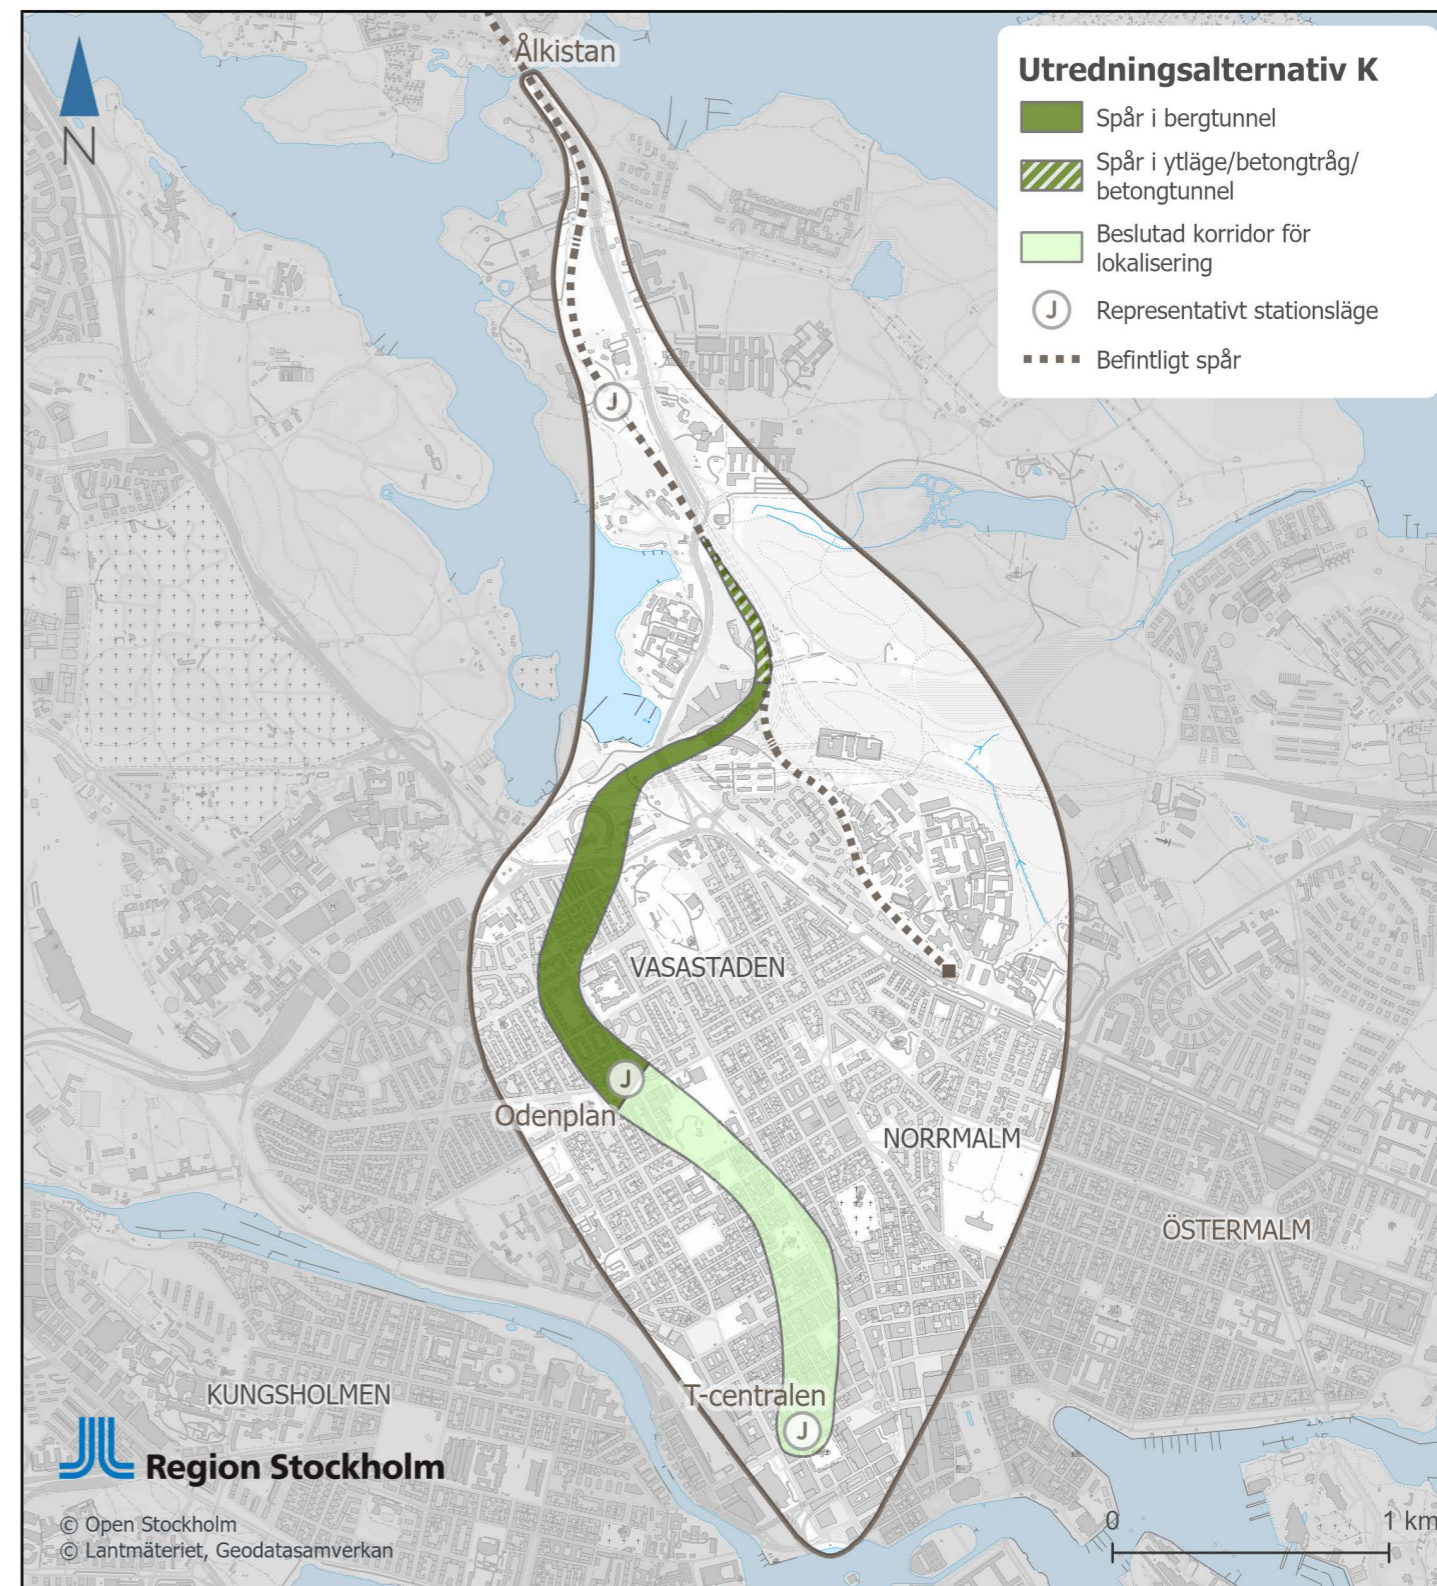 Ålkistan
N
Utredningsalternativ K
Spår i bergtunnel
Spår i ytläge/betongtråg/
betongtunnel
Beslutad korridor för
lokalisering
J
Representativt stationsläge
Befintligt spår
J
VASASTADEN
J
Odenplan
NORRMALM
ÖSTERMALM
KUNGSHOLMEN
T-centralen
J
Region Stockholm
© Open Stockholm
© Lantmäteriet, Geodatasamverkan
0
1 km